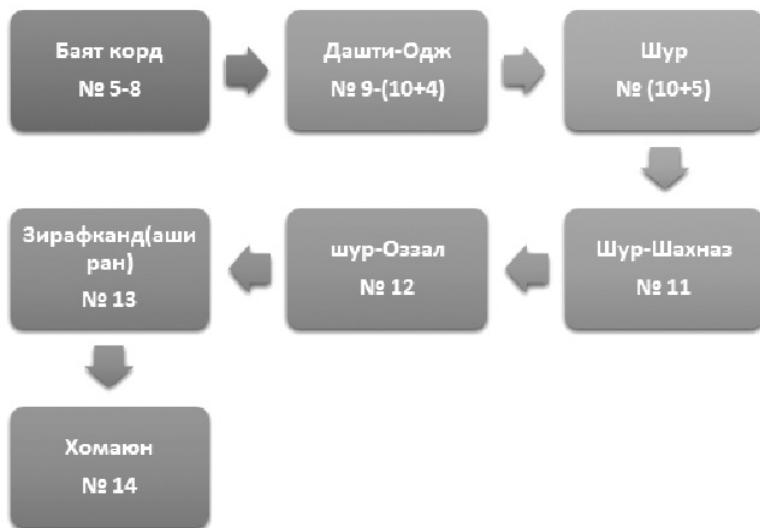 Баят корд
№ 5-8
Дашти-Одж
№ 9-(10+4)
Шур
№ (10+5)
Шур-Шахназ
№ 11
шур-Оззал
№ 12
Зирафканд(аши
ран)
№ 13
Хомаюн
№ 14